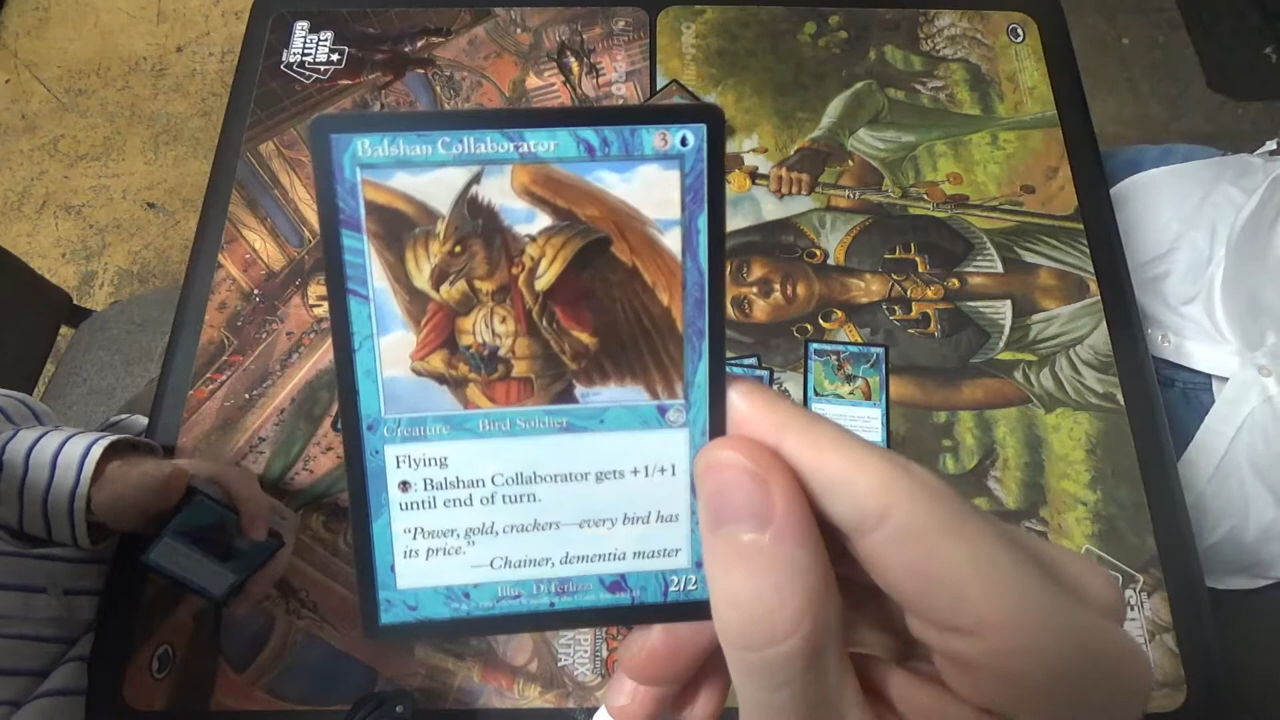 STAR
CITY
GAMES
Balshan Collaborator
3
Creature Bird Soldier
Flying
: Balshan Collaborator gets +1/+1
until end of turn.
“Power, gold, crackers—every bird has
its price.”
—Chainer, dementia master
Illus. DiTerlizzi
2/2
PRIX